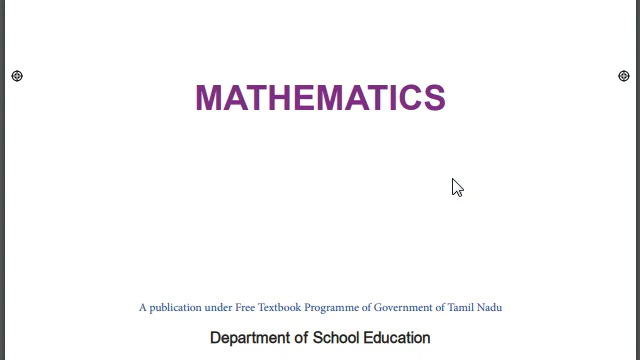 MATHEMATICS
A publication under Free Textbook Programme of Government of Tamil Nadu
Department of School Education